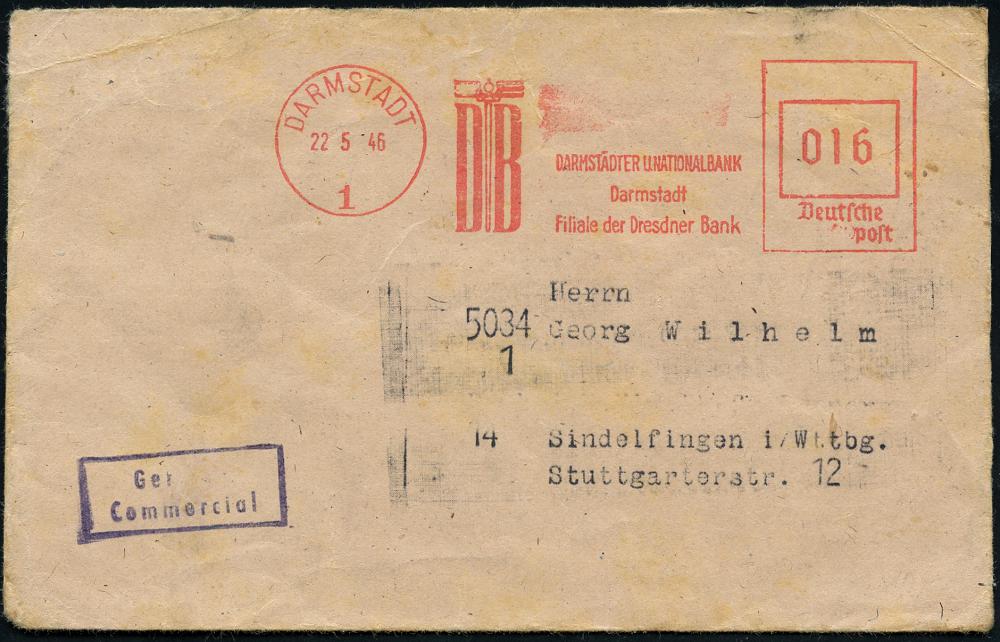 DARMSTADT
22 5 46
1
DB
DARMSTÄDTER U.NATIONALBANK
Darmstadt
Filiale der Dresdner Bank
016
Deutsche
post
Herrn
5034 Georg Wilhelm
1
14 Sindelfingen i/Wttbg.
Stuttgarterstr. 12
Ger
Commercial